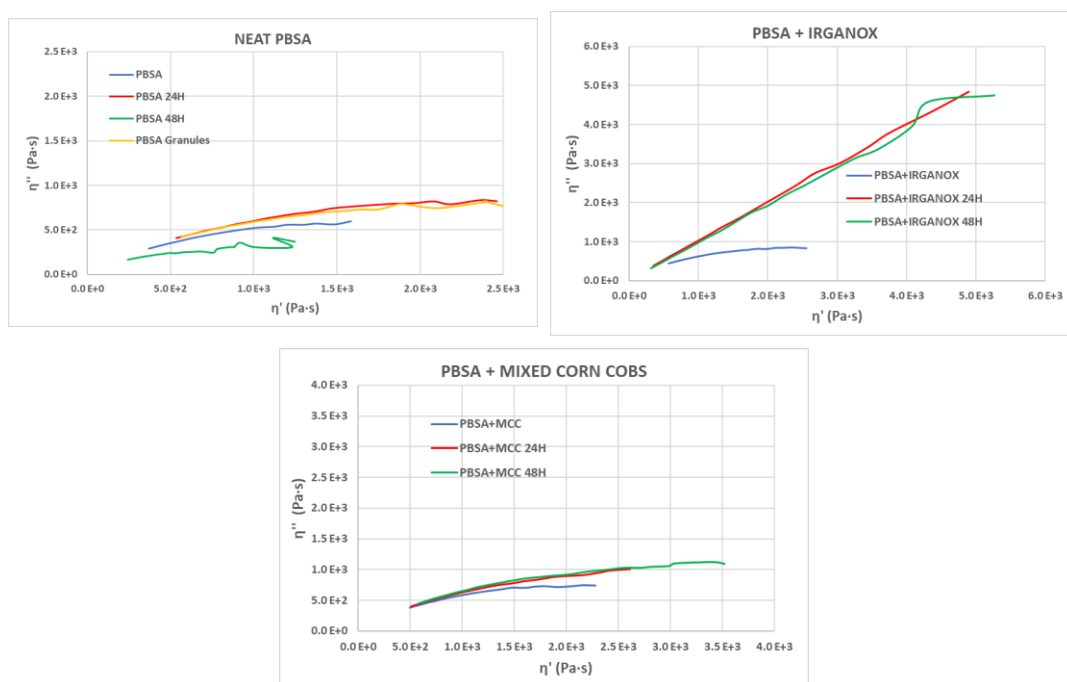 NEAT PBSA
2.5 E+3
2.0 E+3
1.5 E+3
1.0 E+3
5.0 E+2
0.0 E+0
η'' (Pa·s)
PBSA
PBSA 24H
PBSA 48H
PBSA Granules
0.0 E+0 5.0 E+2 1.0 E+3 1.5 E+3 2.0 E+3 2.5 E+3
η' (Pa·s)
PBSA + IRGANOX
6.0 E+3
5.0 E+3
4.0 E+3
3.0 E+3
2.0 E+3
1.0 E+3
0.0 E+0
η'' (Pa·s)
PBSA+IRGANOX
PBSA+IRGANOX 24H
PBSA+IRGANOX 48H
0.0 E+0 1.0 E+3 2.0 E+3 3.0 E+3 4.0 E+3 5.0 E+3 6.0 E+3
η' (Pa·s)
PBSA + MIXED CORN COBS
4.0 E+3
3.5 E+3
3.0 E+3
2.5 E+3
2.0 E+3
1.5 E+3
1.0 E+3
5.0 E+2
0.0 E+0
η'' (Pa·s)
PBSA+MCC
PBSA+MCC 24H
PBSA+MCC 48H
0.0 E+0 5.0 E+2 1.0 E+3 1.5 E+3 2.0 E+3 2.5 E+3 3.0 E+3 3.5 E+3 4.0 E+3
η' (Pa·s)